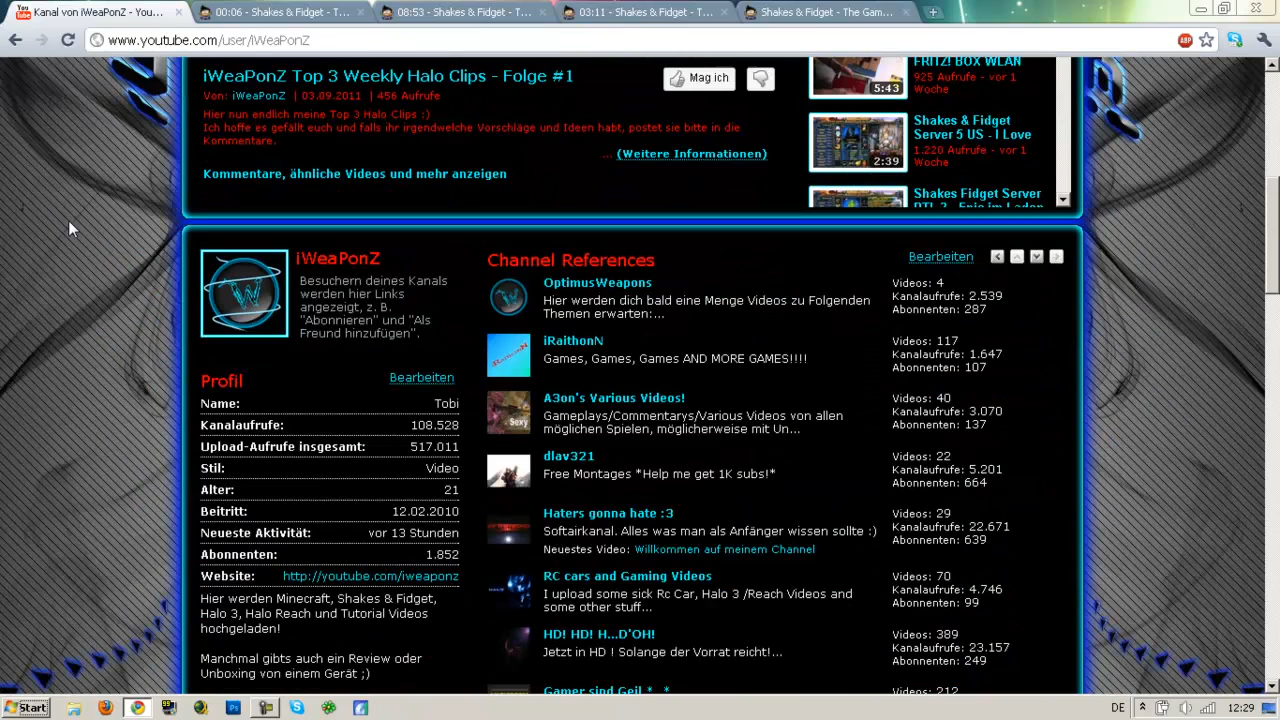 Kanal von iWeaPonZ - You...
00:06 - Shakes & Fidget - T...
08:53 - Shakes & Fidget - T...
03:11 - Shakes & Fidget - T...
Shakes & Fidget - The Gam...
www.youtube.com/user/iWeaPonZ
ABP
iWeaPonZ Top 3 Weekly Halo Clips - Folge #1
Mag ich
Von: iWeaPonZ | 03.09.2011 | 456 Aufrufe
Hier nun endlich meine Top 3 Halo Clips :)
Ich hoffe es gefällt euch und falls ihr irgendwelche Vorschläge und Ideen habt, postet sie bitte in die
Kommentare.
... (Weitere Informationen)
Kommentare, ähnliche Videos und mehr anzeigen
5:43
FRITZ! BOX WLAN
925 Aufrufe - vor 1
Woche
2:39
Shakes & Fidget
Server 5 US - I Love
1.220 Aufrufe - vor 1
Woche
Shakes Fidget Server
RTL 2 - Epic im Laden
iWeaPonZ
Besuchern deines Kanals
werden hier Links
angezeigt, z. B.
"Abonnieren" und "Als
Freund hinzufügen".
Profil Bearbeiten
Name: Tobi
Kanalaufrufe: 108.528
Upload-Aufrufe insgesamt: 517.011
Stil: Video
Alter: 21
Beitritt: 12.02.2010
Neueste Aktivität: vor 13 Stunden
Abonnenten: 1.852
Website: http://youtube.com/iweaponz
Hier werden Minecraft, Shakes & Fidget,
Halo 3, Halo Reach und Tutorial Videos
hochgeladen!
Manchmal gibts auch ein Review oder
Unboxing von einem Gerät ;)
Channel References Bearbeiten
OptimusWeapons
Hier werden dich bald eine Menge Videos zu Folgenden
Themen erwarten:...
Videos: 4
Kanalaufrufe: 2.539
Abonnenten: 287
iRaithonN
Games, Games, Games AND MORE GAMES!!!!
Videos: 117
Kanalaufrufe: 1.647
Abonnenten: 107
A3on's Various Videos!
Gameplays/Commentarys/Various Videos von allen
möglichen Spielen, möglicherweise mit Un...
Videos: 40
Kanalaufrufe: 3.070
Abonnenten: 137
Sexy
dlav321
Free Montages *Help me get 1K subs!*
Videos: 22
Kanalaufrufe: 5.201
Abonnenten: 664
Haters gonna hate :3
Softairkanal. Alles was man als Anfänger wissen sollte :)
Neuestes Video: Willkommen auf meinem Channel
Videos: 29
Kanalaufrufe: 22.671
Abonnenten: 639
RC cars and Gaming Videos
I upload some sick Rc Car, Halo 3 /Reach Videos and
some other stuff...
Videos: 70
Kanalaufrufe: 4.746
Abonnenten: 99
HD! HD! H...D'OH!
Jetzt in HD ! Solange der Vorrat reicht!...
Videos: 389
Kanalaufrufe: 23.157
Abonnenten: 249
Gamer sind Geil *_*
Videos: 212
Start
DE
12:29